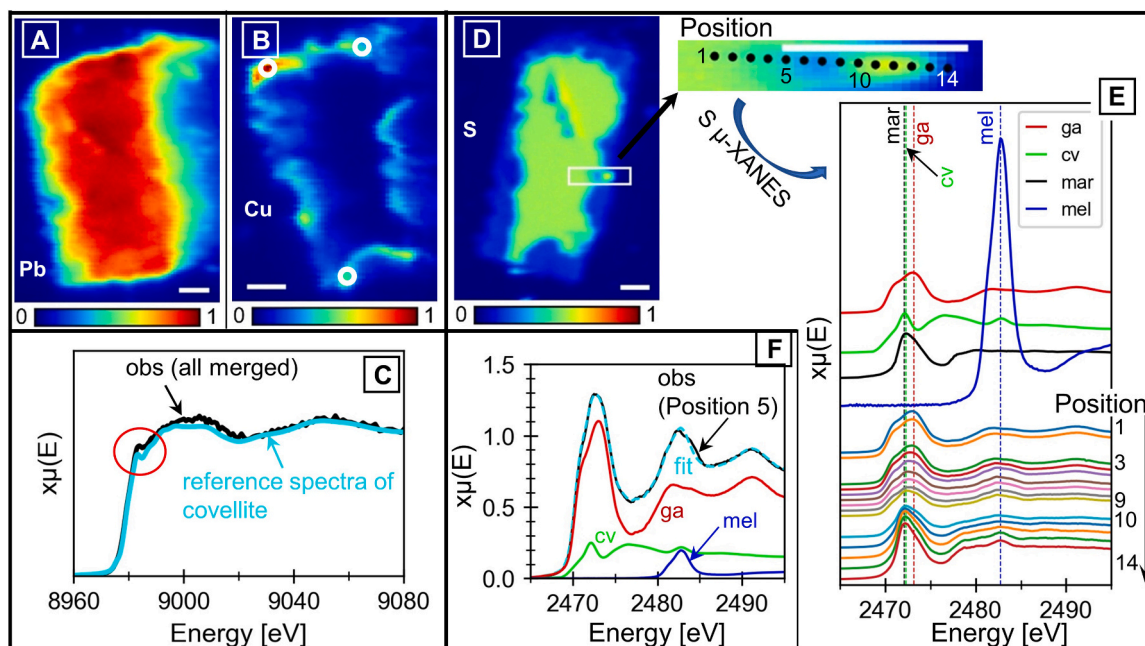 A
Pb
0
1
B
Cu
0
1
D
S
0
1
Position
1
5
10
14
S μ-XANES
E
mar
ga
cv
mel
ga
cv
mar
mel
xμ(E)
Position
1
3
9
10
14
2470
2480
2490
Energy [eV]
C
obs (all merged)
reference spectra of
covellite
xμ(E)
8960
9000
9040
9080
Energy [eV]
F
obs
(Position 5)
fit
ga
cv
mel
xμ(E)
1.5
1.0
0.5
0.0
2470
2480
2490
Energy [eV]